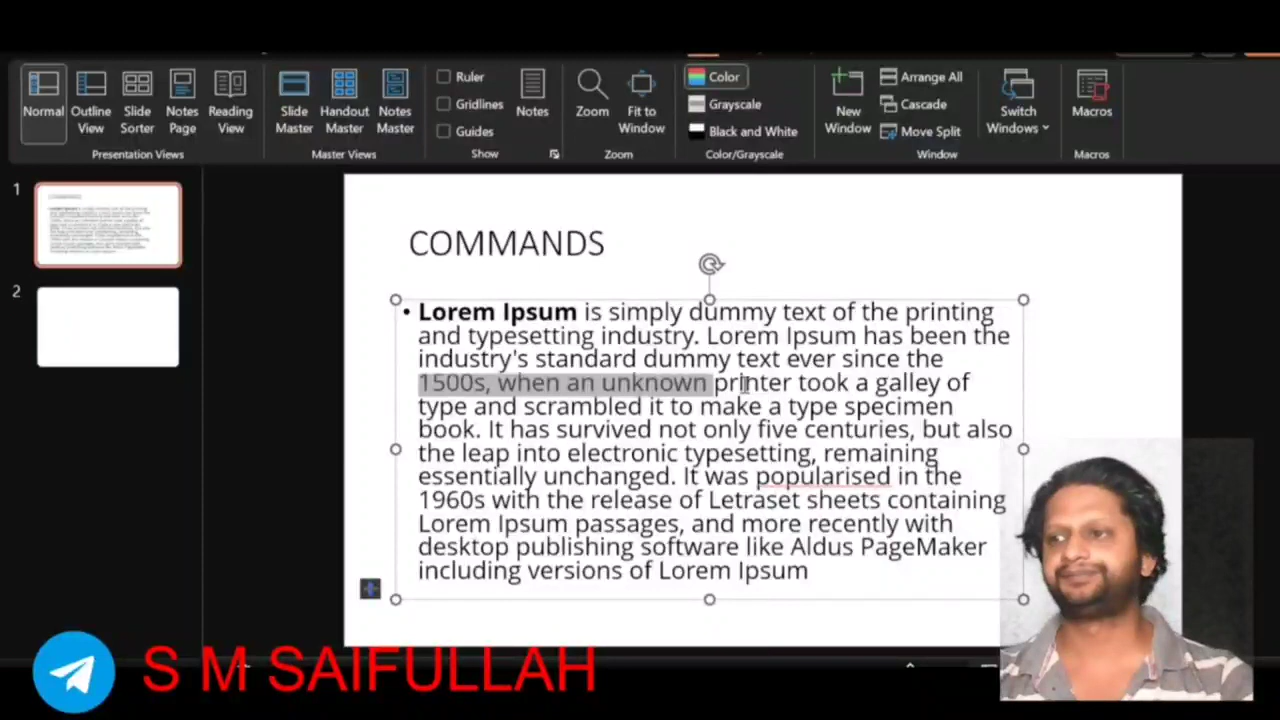 Normal
Outline View
Slide Sorter
Notes Page
Reading View
Presentation Views
Slide Master
Handout Master
Notes Master
Master Views
Ruler
Gridlines
Guides
Notes
Show
Zoom
Fit to Window
Zoom
Color
Grayscale
Black and White
Color/Grayscale
New Window
Arrange All
Cascade
Move Split
Switch Windows
Window
Macros
Macros
1
2
COMMANDS
• Lorem Ipsum is simply dummy text of the printing
and typesetting industry. Lorem Ipsum has been the
industry's standard dummy text ever since the
1500s, when an unknown printer took a galley of
type and scrambled it to make a type specimen
book. It has survived not only five centuries, but also
the leap into electronic typesetting, remaining
essentially unchanged. It was popularised in the
1960s with the release of Letraset sheets containing
Lorem Ipsum passages, and more recently with
desktop publishing software like Aldus PageMaker
including versions of Lorem Ipsum
S M SAIFULLAH